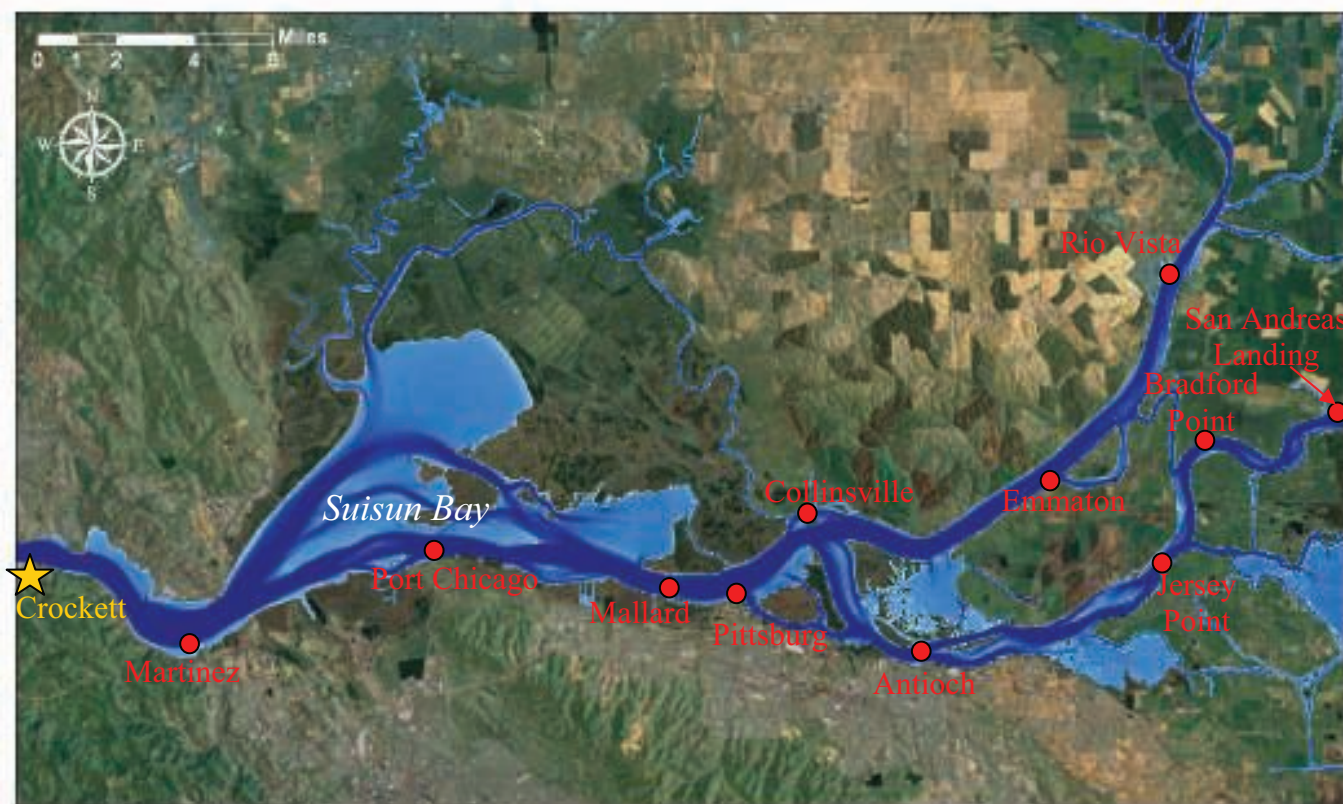 Miles
0 1 2 4 8
N
W E
S
Rio Vista
San Andreas
Landing
Bradford
Point
Collinsville
Emmaton
Suisun Bay
Port Chicago
Crockett
Mallard
Jersey
Point
Pittsburg
Martinez
Antioch